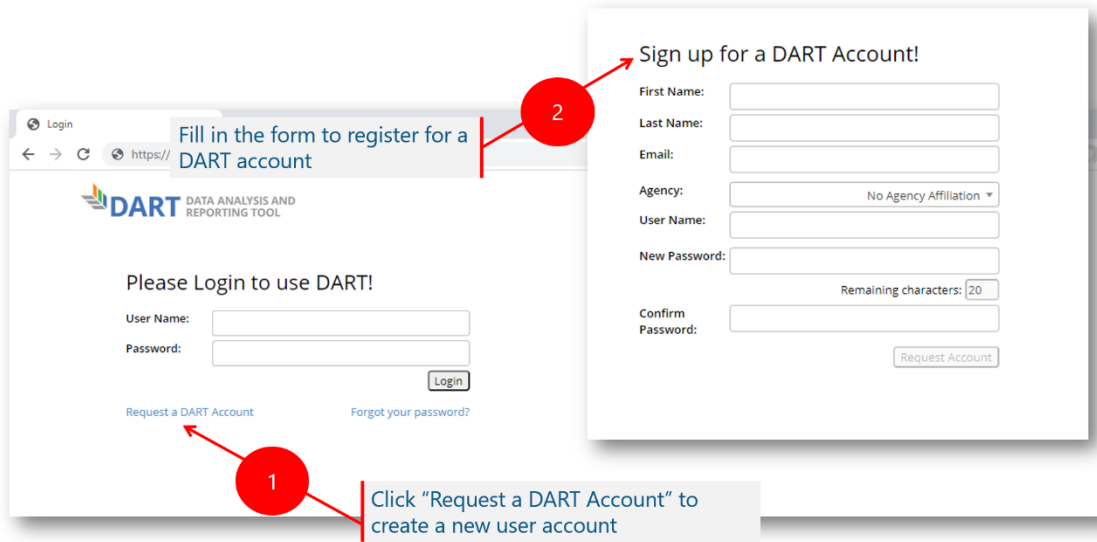 Login
https://
DART DATA ANALYSIS AND
REPORTING TOOL
Please Login to use DART!
User Name:
Password:
Login
Request a DART Account
Forgot your password?
1
Click “Request a DART Account” to
create a new user account
Fill in the form to register for a
DART account
2
Sign up for a DART Account!
First Name:
Last Name:
Email:
Agency:
No Agency Affiliation
User Name:
New Password:
Remaining characters: 20
Confirm
Password:
Request Account